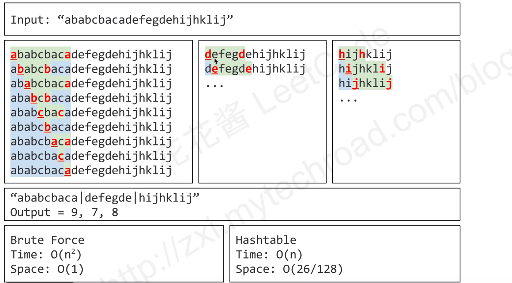 Input: “ababcbacadefegdehijhklij”
ababcbacadefegdehijhklij
ababcbacadefegdehijhklij
ababcbacadefegdehijhklij
ababcbacadefegdehijhklij
ababcbacadefegdehijhklij
ababcbacadefegdehijhklij
ababcbacadefegdehijhklij
ababcbacadefegdehijhklij
ababcbacadefegdehijhklij
defegdehijhklij
defegdehijhklij
...
hijhklij
hijhklij
hijhklij
...
“ababcbaca|defegde|hijhklij”
Output = 9, 7, 8
Brute Force
Time: O(n²)
Space: O(1)
Hashtable
Time: O(n)
Space: O(26/128)
花酱 LeetCode
http://zxi.mytechroad.com/blog